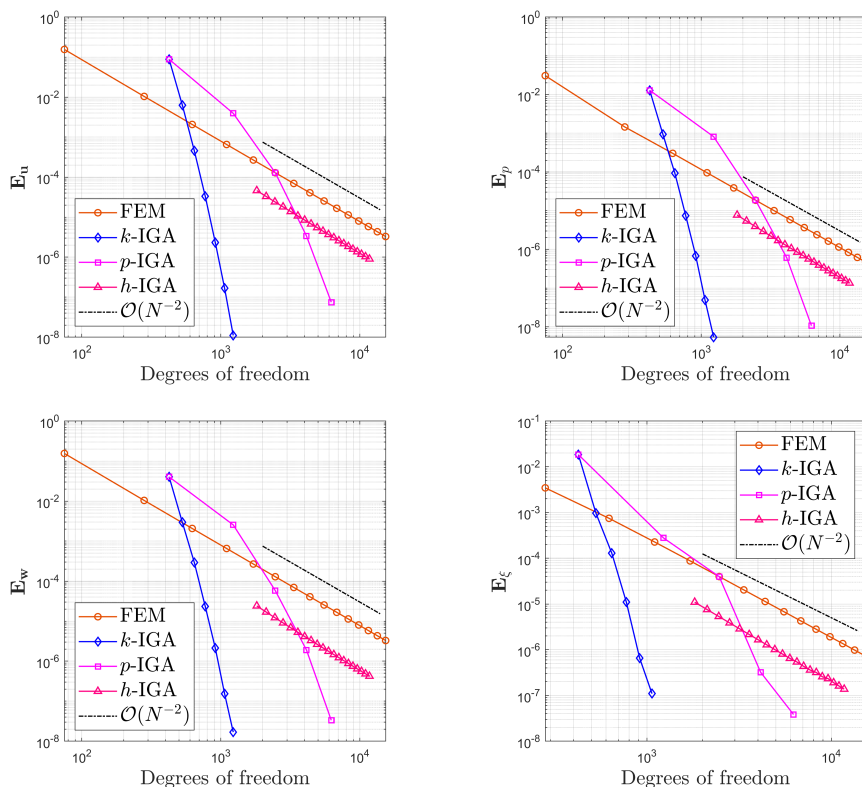 10^0
10^-2
10^-4
10^-6
10^-8
E_u
FEM
k-IGA
p-IGA
h-IGA
O(N^-2)
10^2 10^3 10^4
Degrees of freedom
10^0
10^-2
10^-4
10^-6
10^-8
E_p
FEM
k-IGA
p-IGA
h-IGA
O(N^-2)
10^2 10^3 10^4
Degrees of freedom
10^0
10^-2
10^-4
10^-6
10^-8
E_w
FEM
k-IGA
p-IGA
h-IGA
O(N^-2)
10^2 10^3 10^4
Degrees of freedom
10^-1
10^-2
10^-3
10^-4
10^-5
10^-6
10^-7
10^-8
E_ξ
FEM
k-IGA
p-IGA
h-IGA
O(N^-2)
10^3 10^4
Degrees of freedom